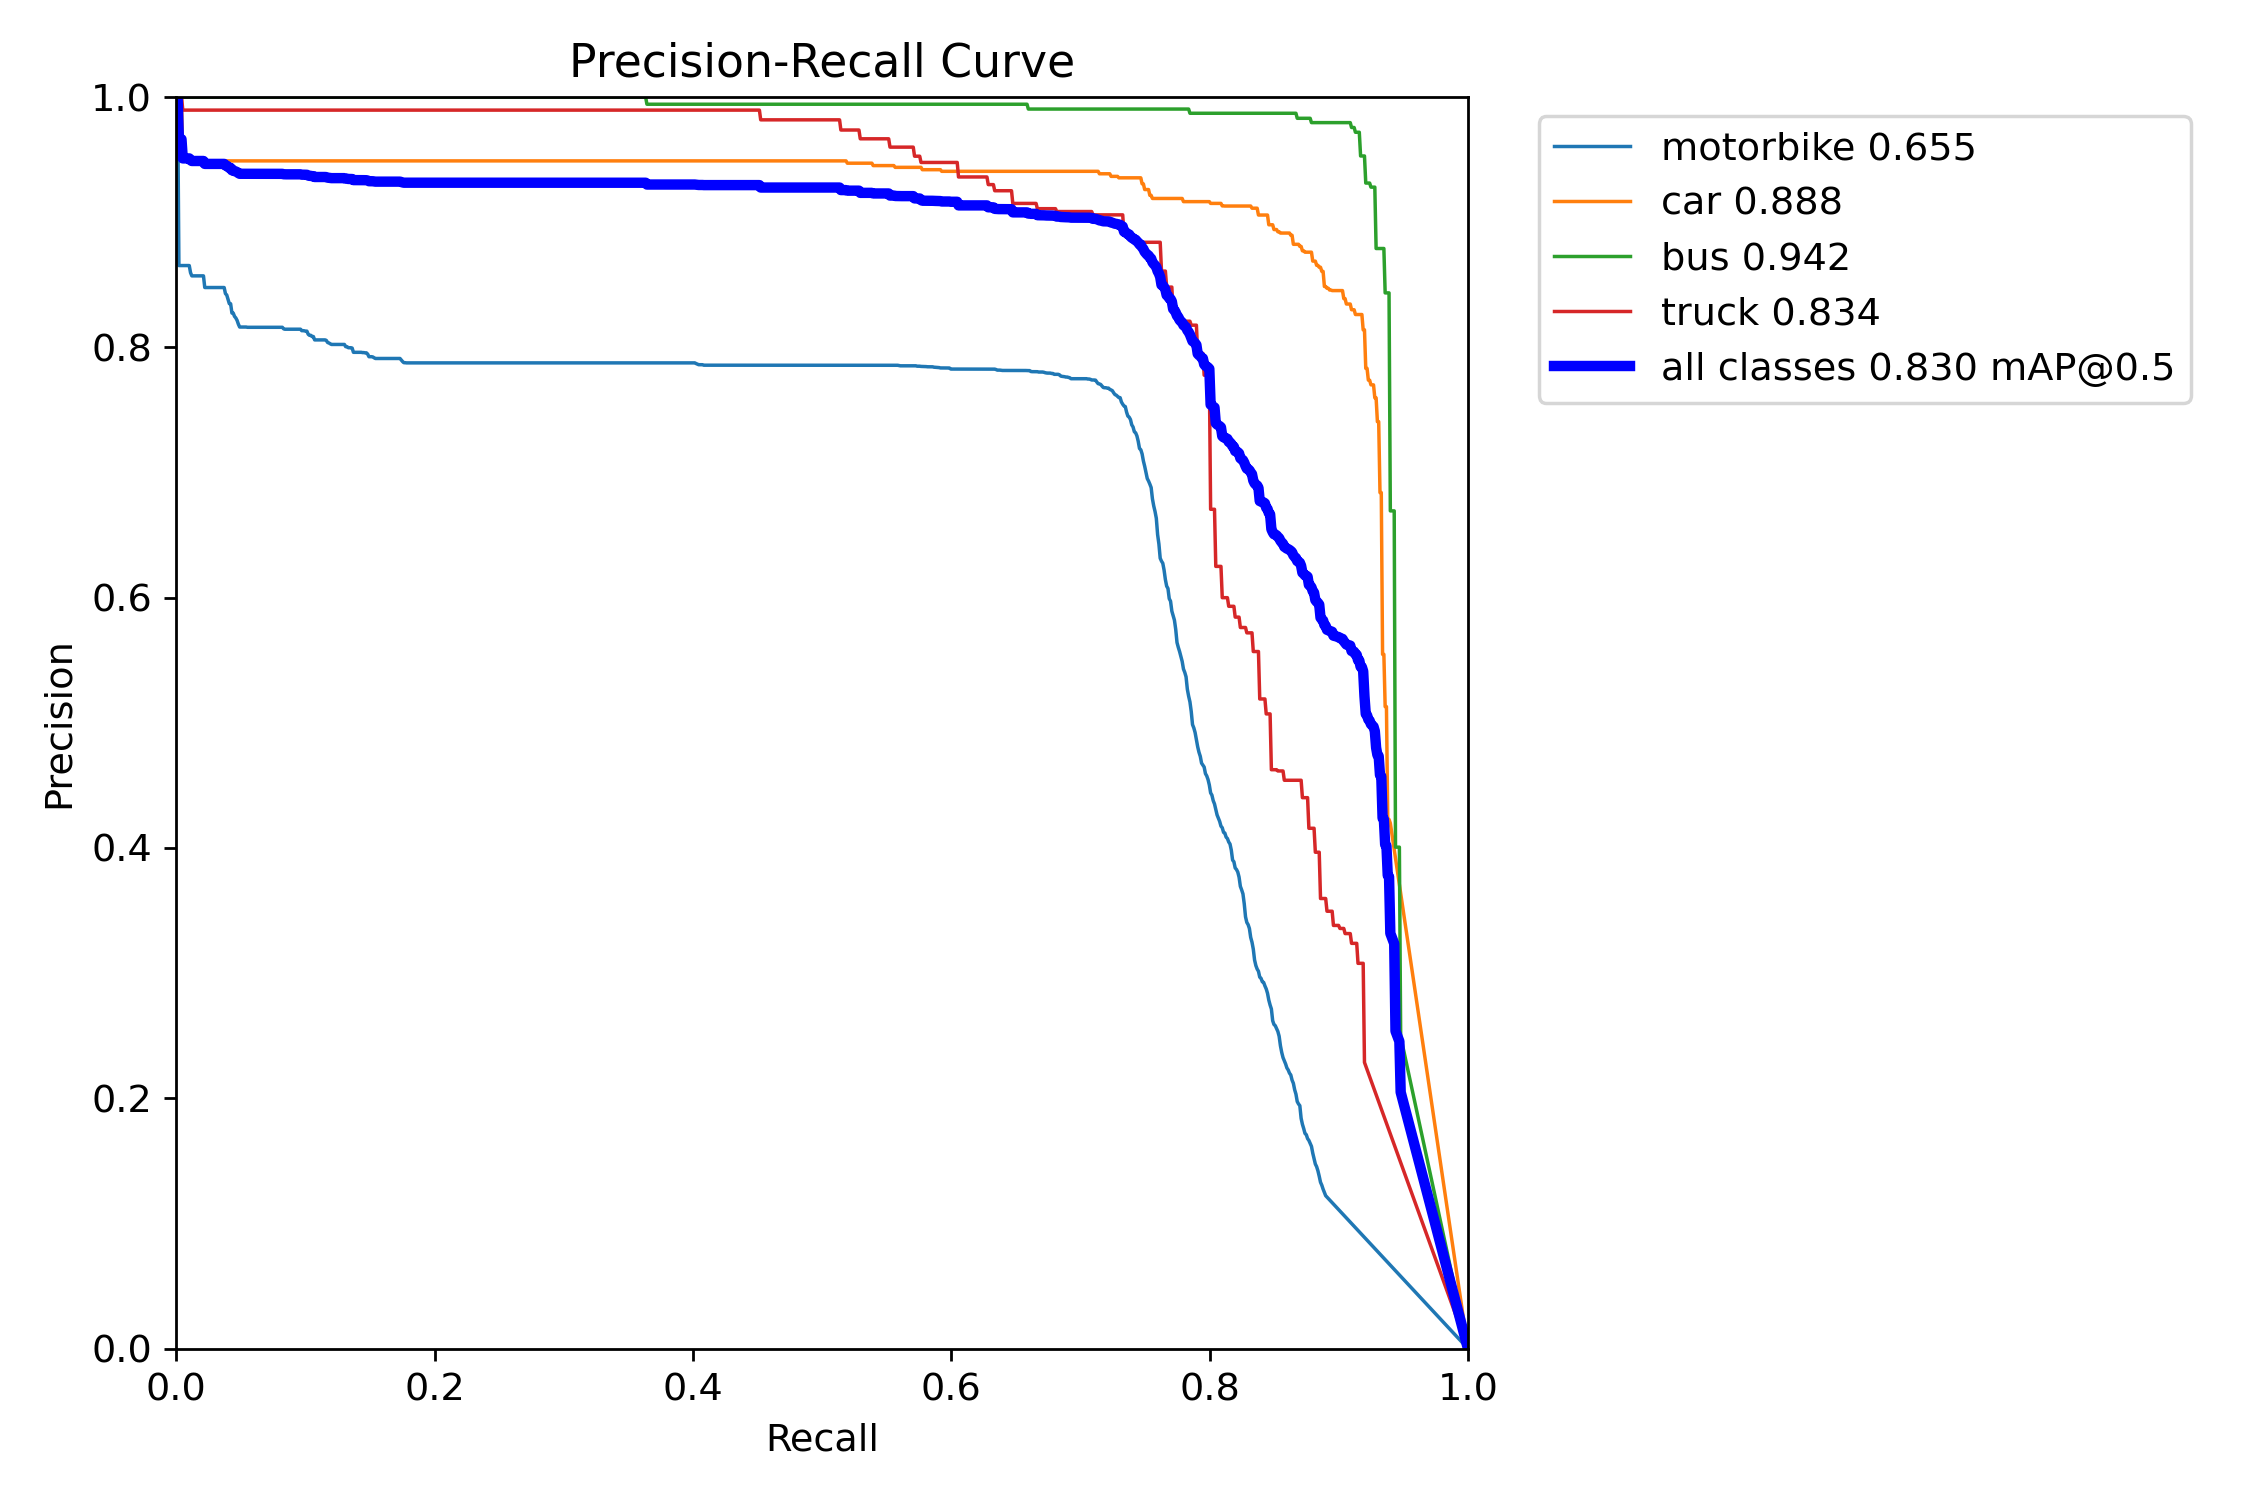 Precision-Recall Curve
1.0
0.8
0.6
0.4
0.2
0.0
Precision
0.0 0.2 0.4 0.6 0.8 1.0
Recall
motorbike 0.655
car 0.888
bus 0.942
truck 0.834
all classes 0.830 mAP@0.5